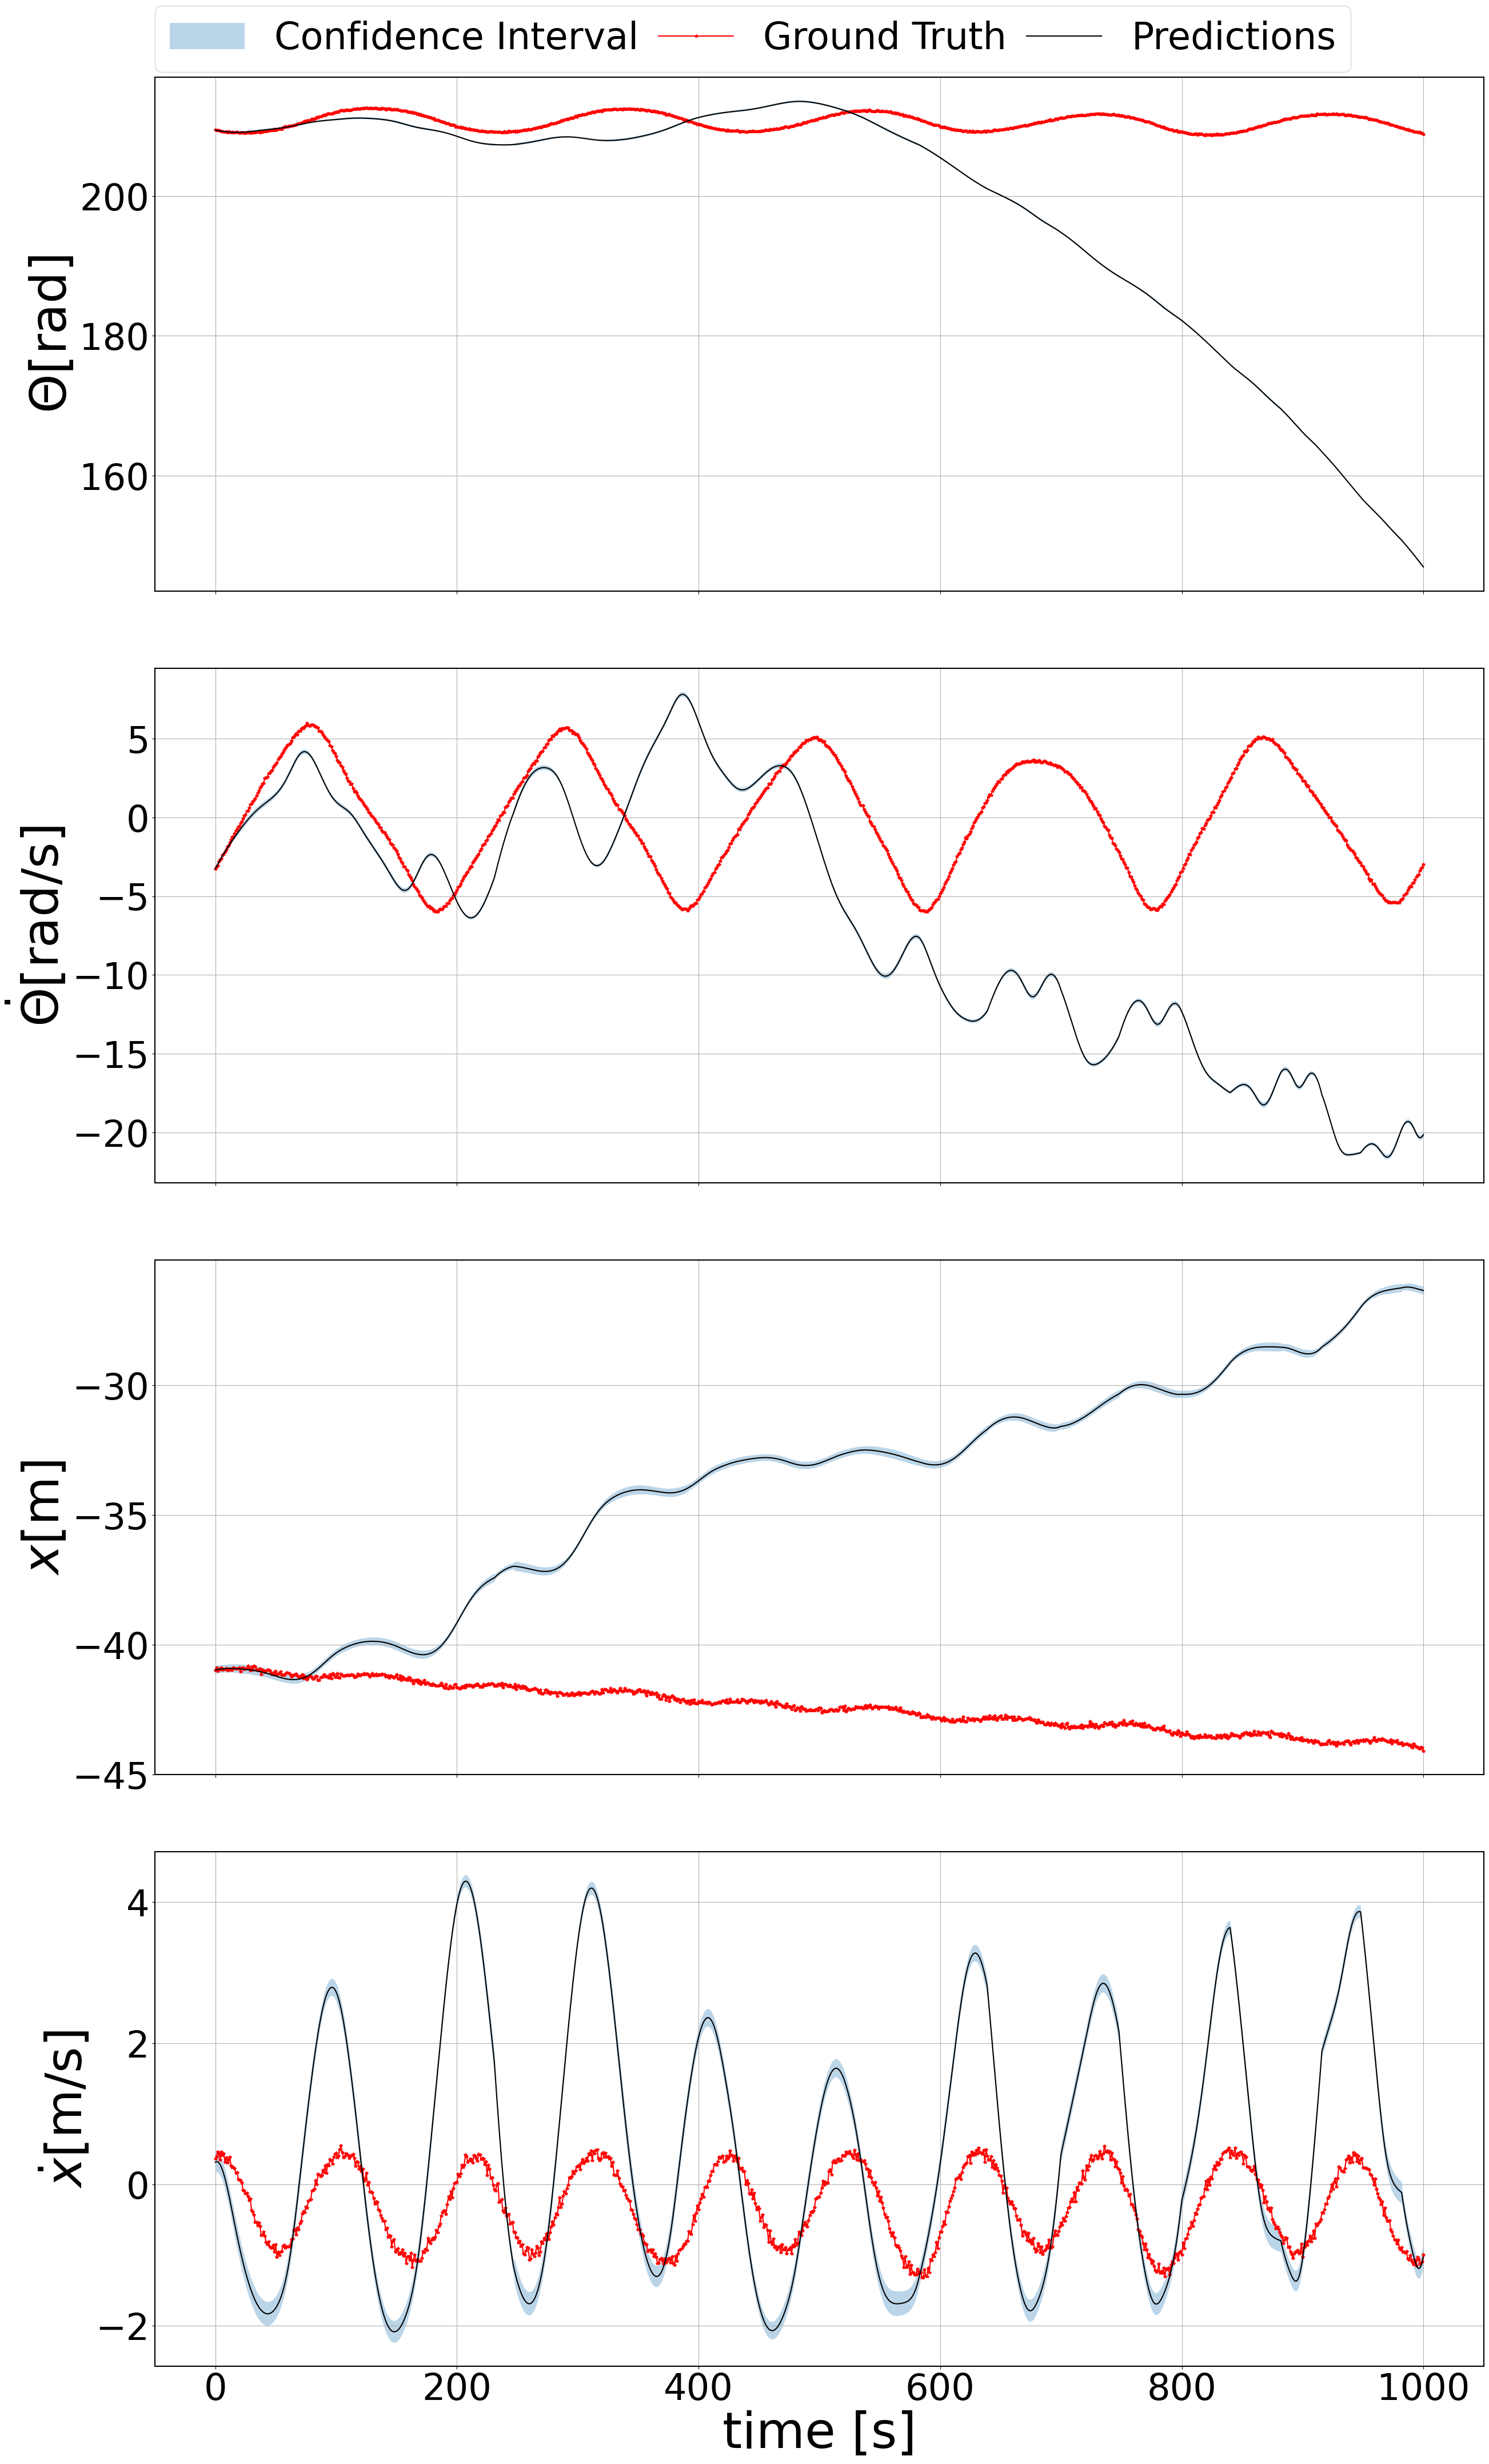 Confidence Interval Ground Truth Predictions
200
180
160
Θ[rad]
5
0
−5
−10
−15
−20
Θ̇[rad/s]
−30
−35
−40
−45
x[m]
4
2
0
−2
ẋ[m/s]
0 200 400 600 800 1000
time [s]